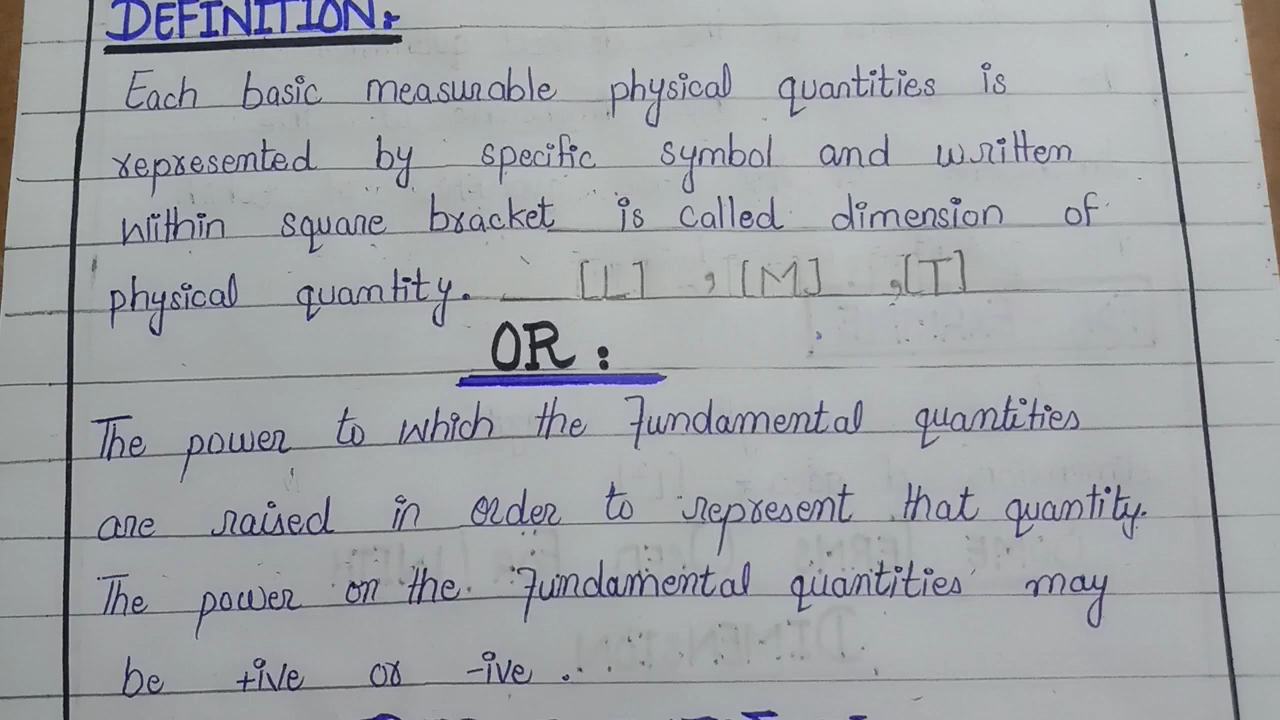 DEFINITION:
Each basic measurable physical quantities is
represented by specific symbol and written
within square bracket is called dimension of
physical quantity. [L] , [M] , [T]
OR :
The power to which the fundamental quantities
are raised in order to represent that quantity.
The power on the fundamental quantities may
be +ive or -ive .
DIMENSION